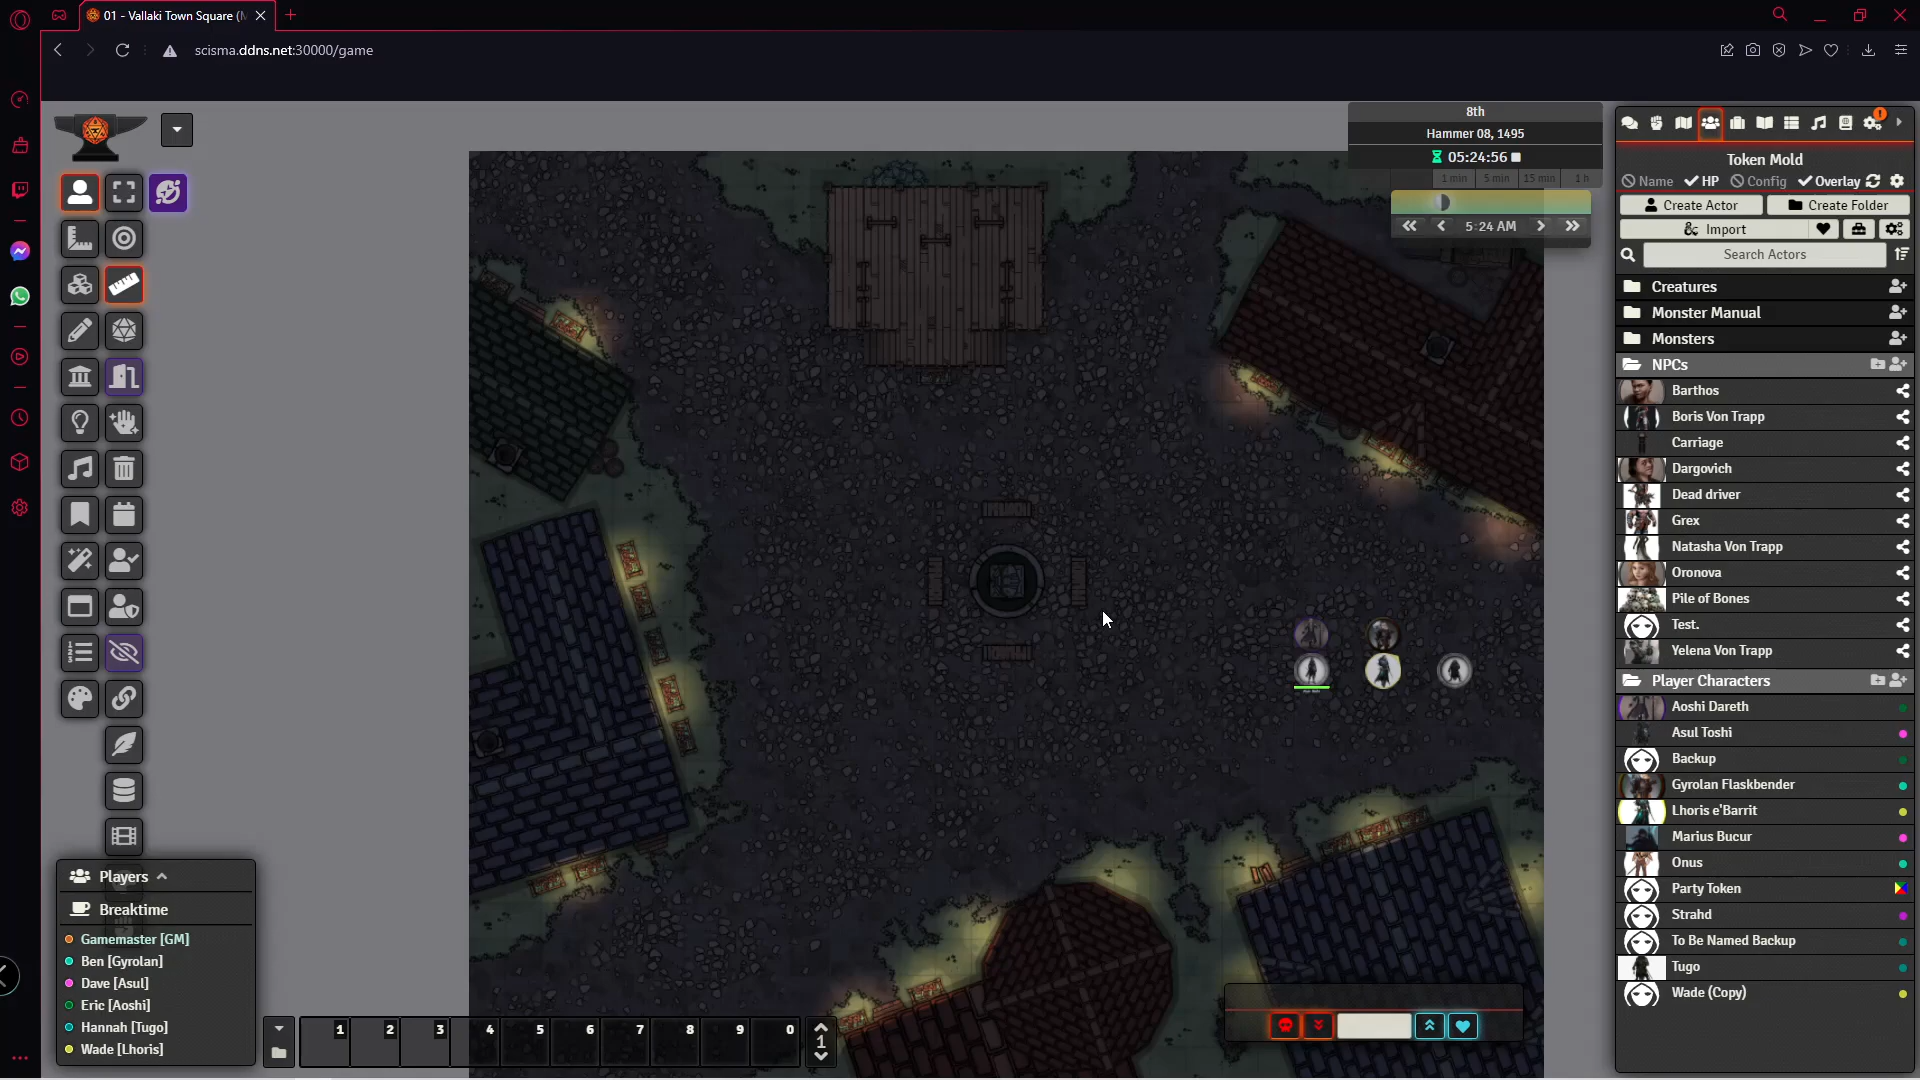 01 - Vallaki Town Square (
scisma.ddns.net:30000/game
8th
Hammer 08, 1495
05:24:56
1 min 5 min 15 min 1 h
5:24 AM
Token Mold
Name HP Config Overlay
Create Actor Create Folder
Import
Search Actors
Creatures
Monster Manual
Monsters
NPCs
Barthos
Boris Von Trapp
Carriage
Dargovich
Dead driver
Grex
Natasha Von Trapp
Oronova
Pile of Bones
Test.
Yelena Von Trapp
Player Characters
Aoshi Dareth
Asul Toshi
Backup
Gyrolan Flaskbender
Lhoris e'Barrit
Marius Bucur
Onus
Party Token
Strahd
To Be Named Backup
Tugo
Wade (Copy)
Players
Breaktime
Gamemaster [GM]
Ben [Gyrolan]
Dave [Asul]
Eric [Aoshi]
Hannah [Tugo]
Wade [Lhoris]
1 2 3 4 5 6 7 8 9 0
1